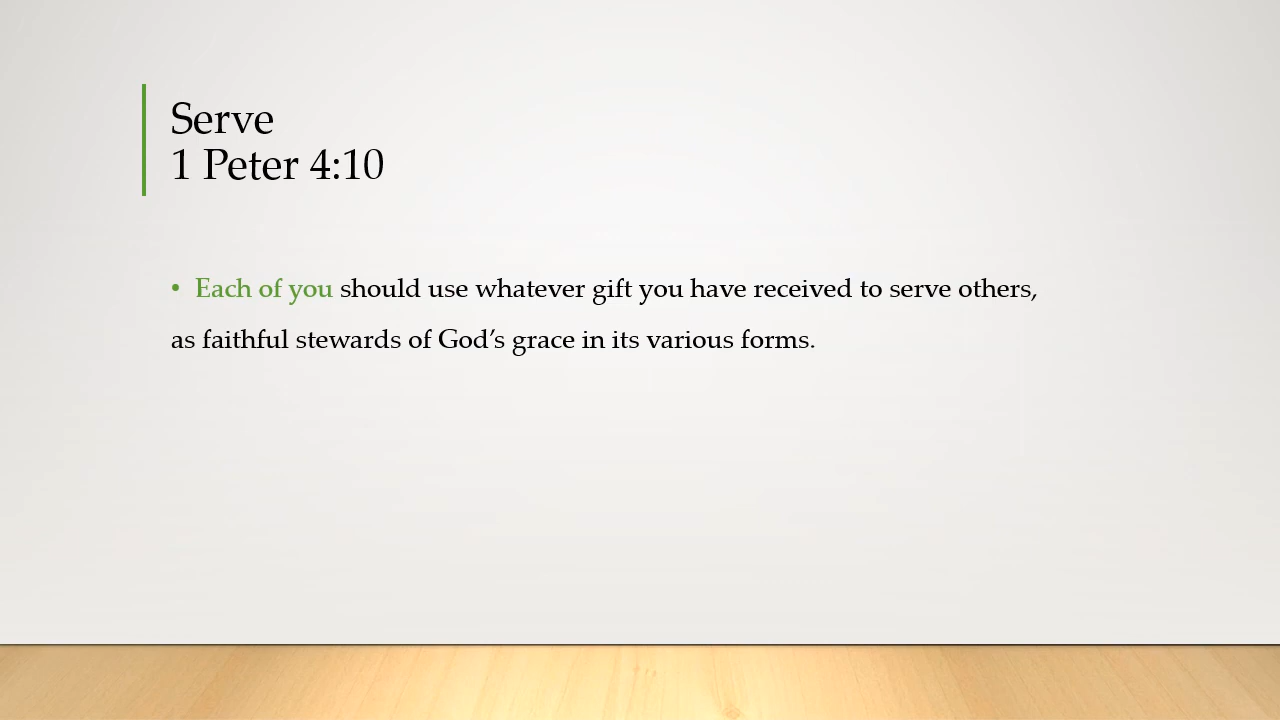 Serve
1 Peter 4:10
• Each of you should use whatever gift you have received to serve others,
as faithful stewards of God’s grace in its various forms.